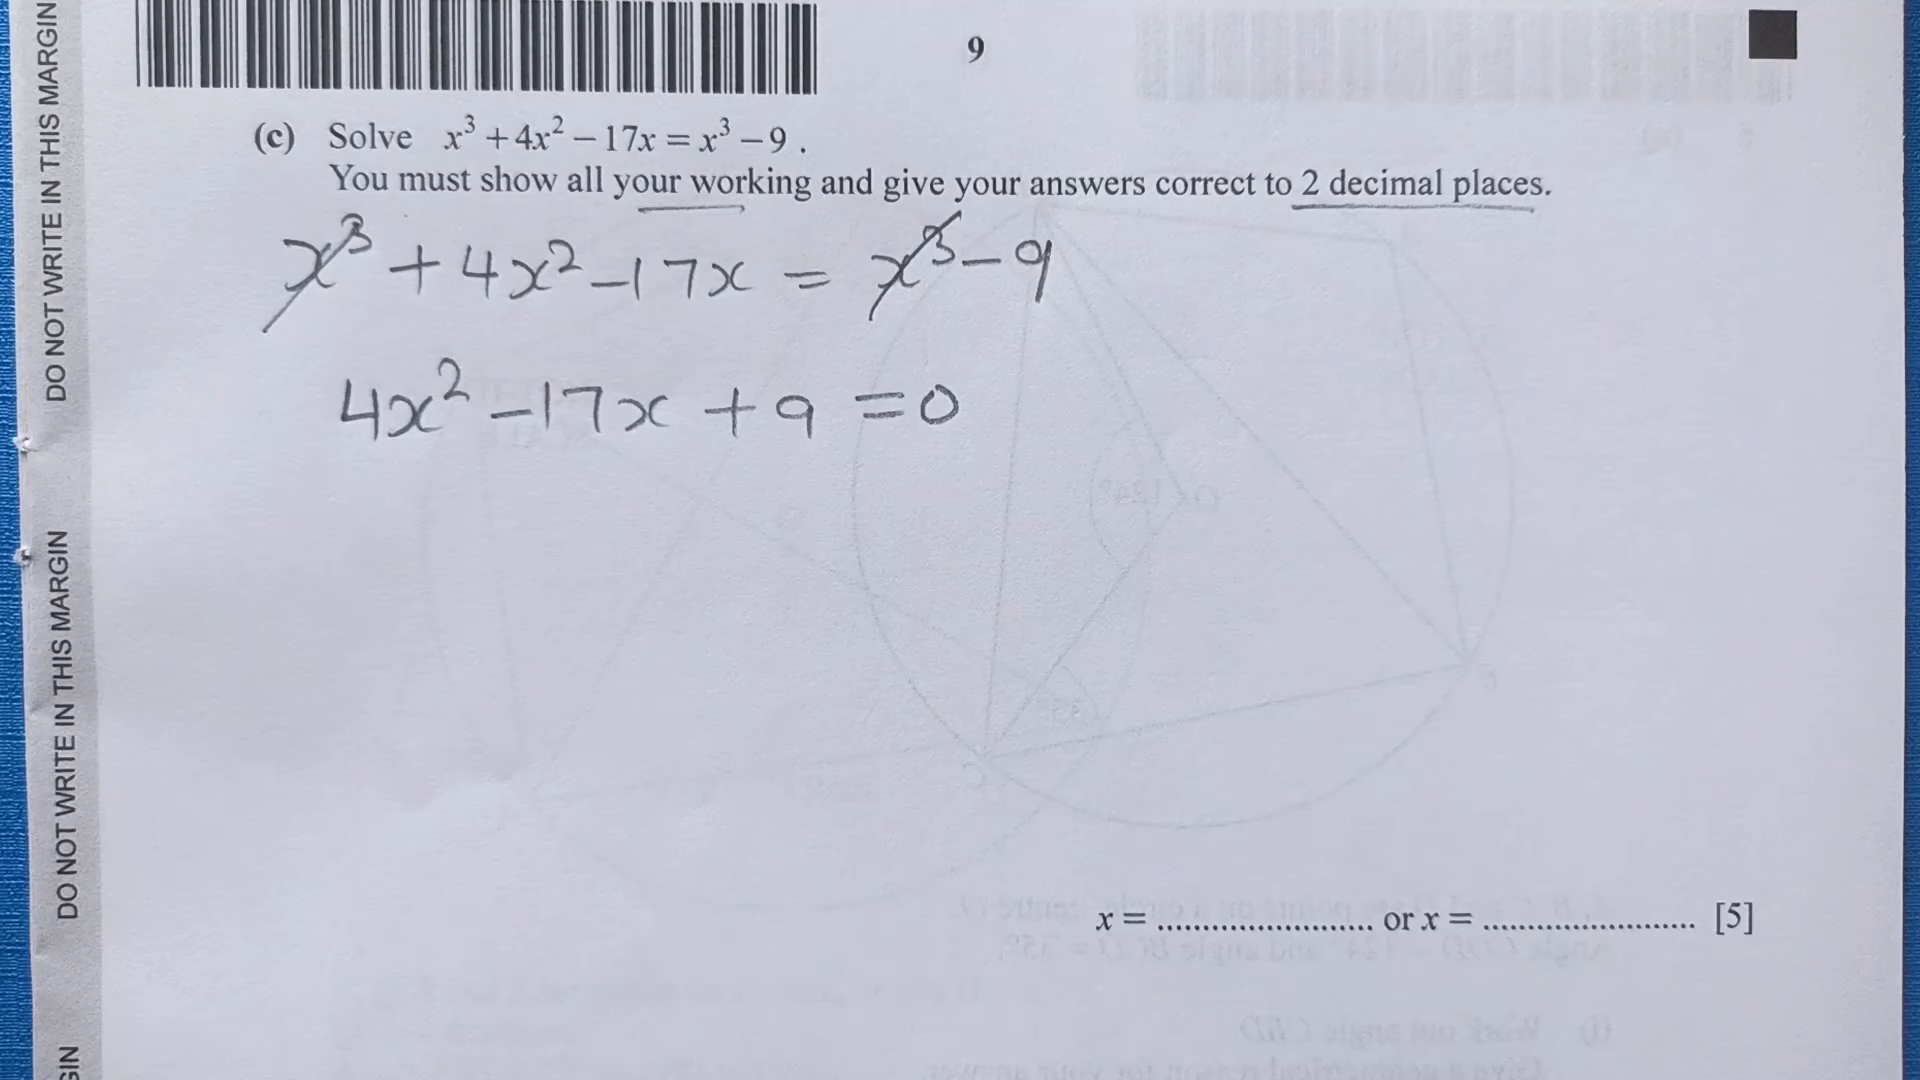 9
(c) Solve x³ + 4x² – 17x = x³ – 9 .
You must show all your working and give your answers correct to 2 decimal places.
x³ + 4x² – 17x = x³ – 9
4x² – 17x + 9 = 0
x = ........................ or x = ........................ [5]
DO NOT WRITE IN THIS MARGIN
DO NOT WRITE IN THIS MARGIN
GIN